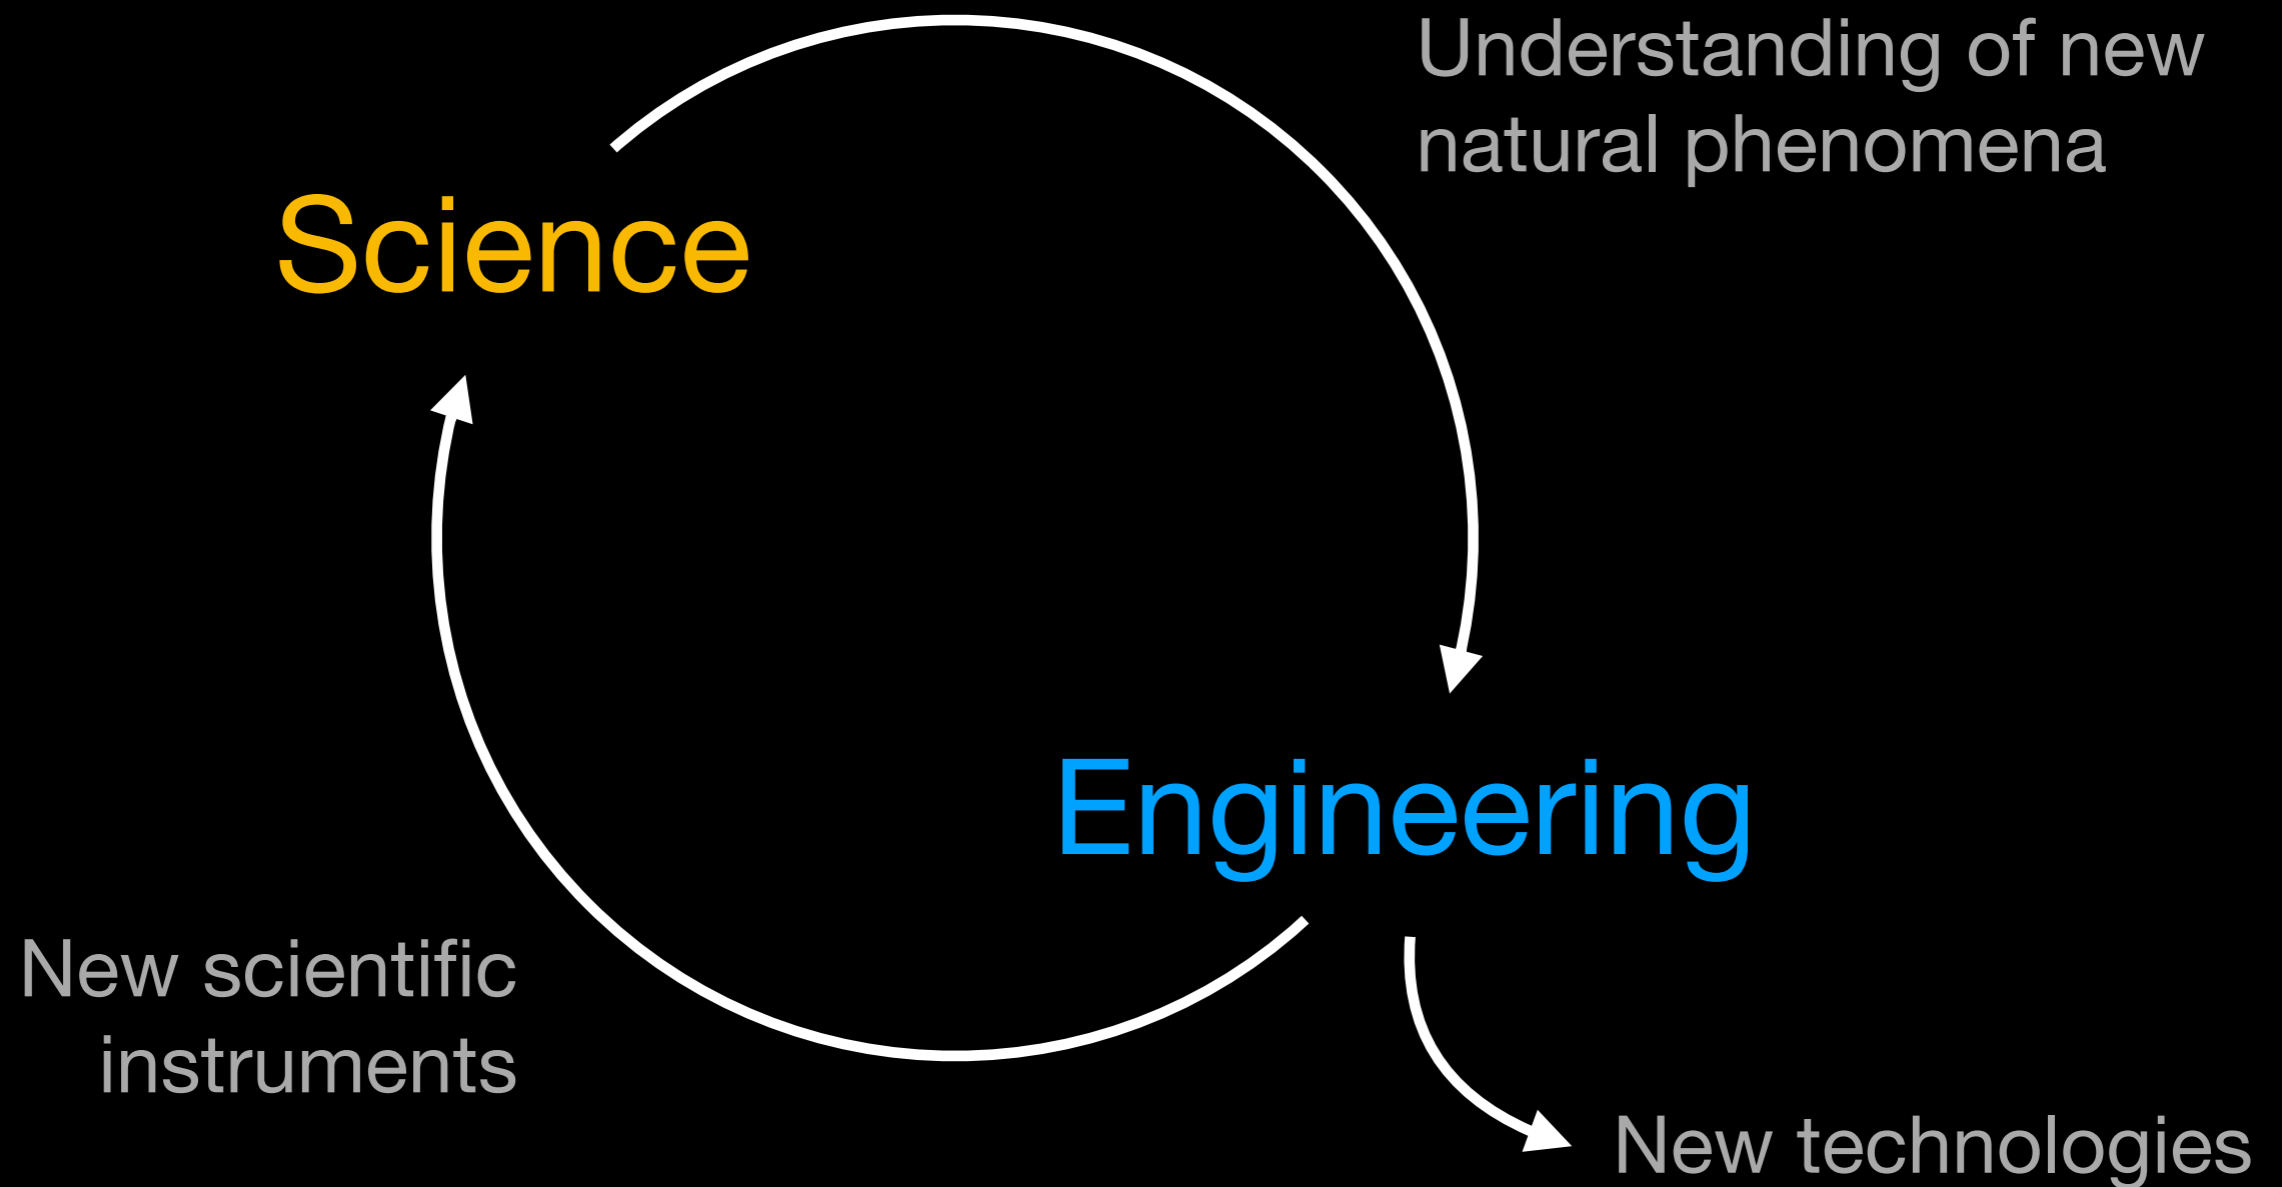 Understanding of new
natural phenomena
Science
Engineering
New scientific
instruments
New technologies